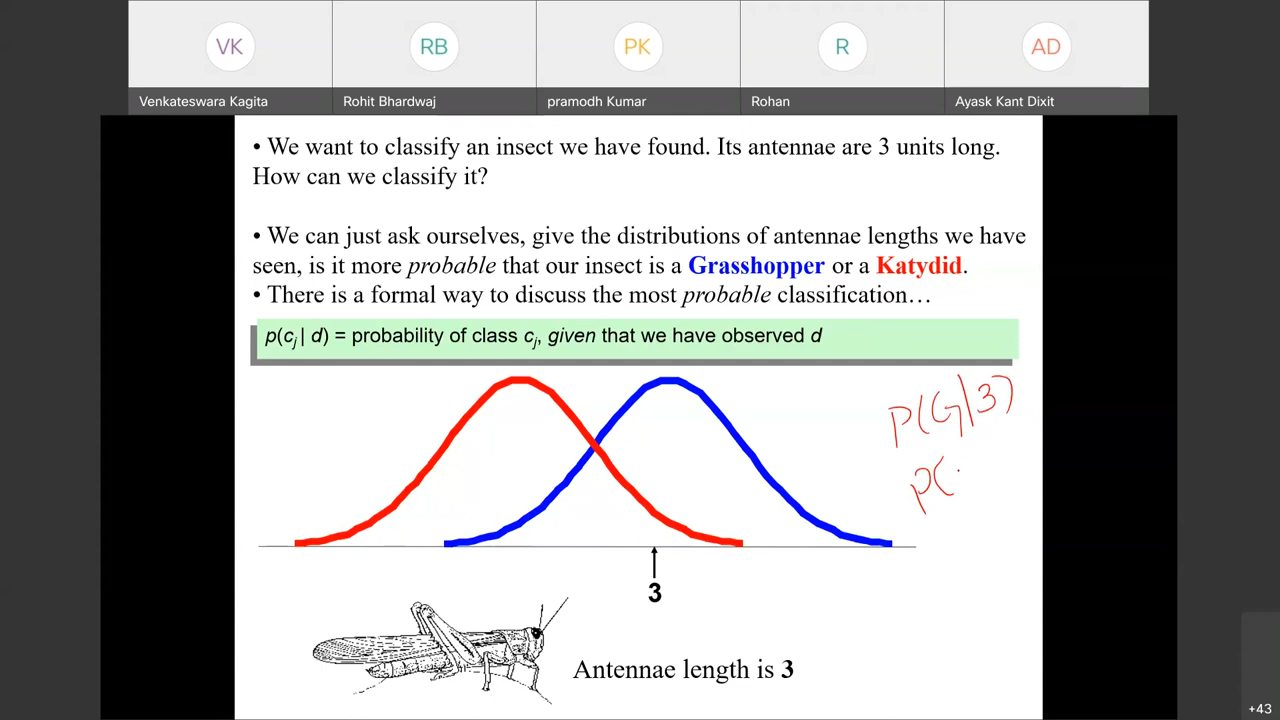 VK
RB
PK
R
AD
Venkateswara Kagita
Rohit Bhardwaj
pramodh Kumar
Rohan
Ayask Kant Dixit
• We want to classify an insect we have found. Its antennae are 3 units long.
How can we classify it?
• We can just ask ourselves, give the distributions of antennae lengths we have
seen, is it more probable that our insect is a Grasshopper or a Katydid.
• There is a formal way to discuss the most probable classification…
p(cj | d) = probability of class cj, given that we have observed d
P(G|3)
P(
3
Antennae length is 3
+43